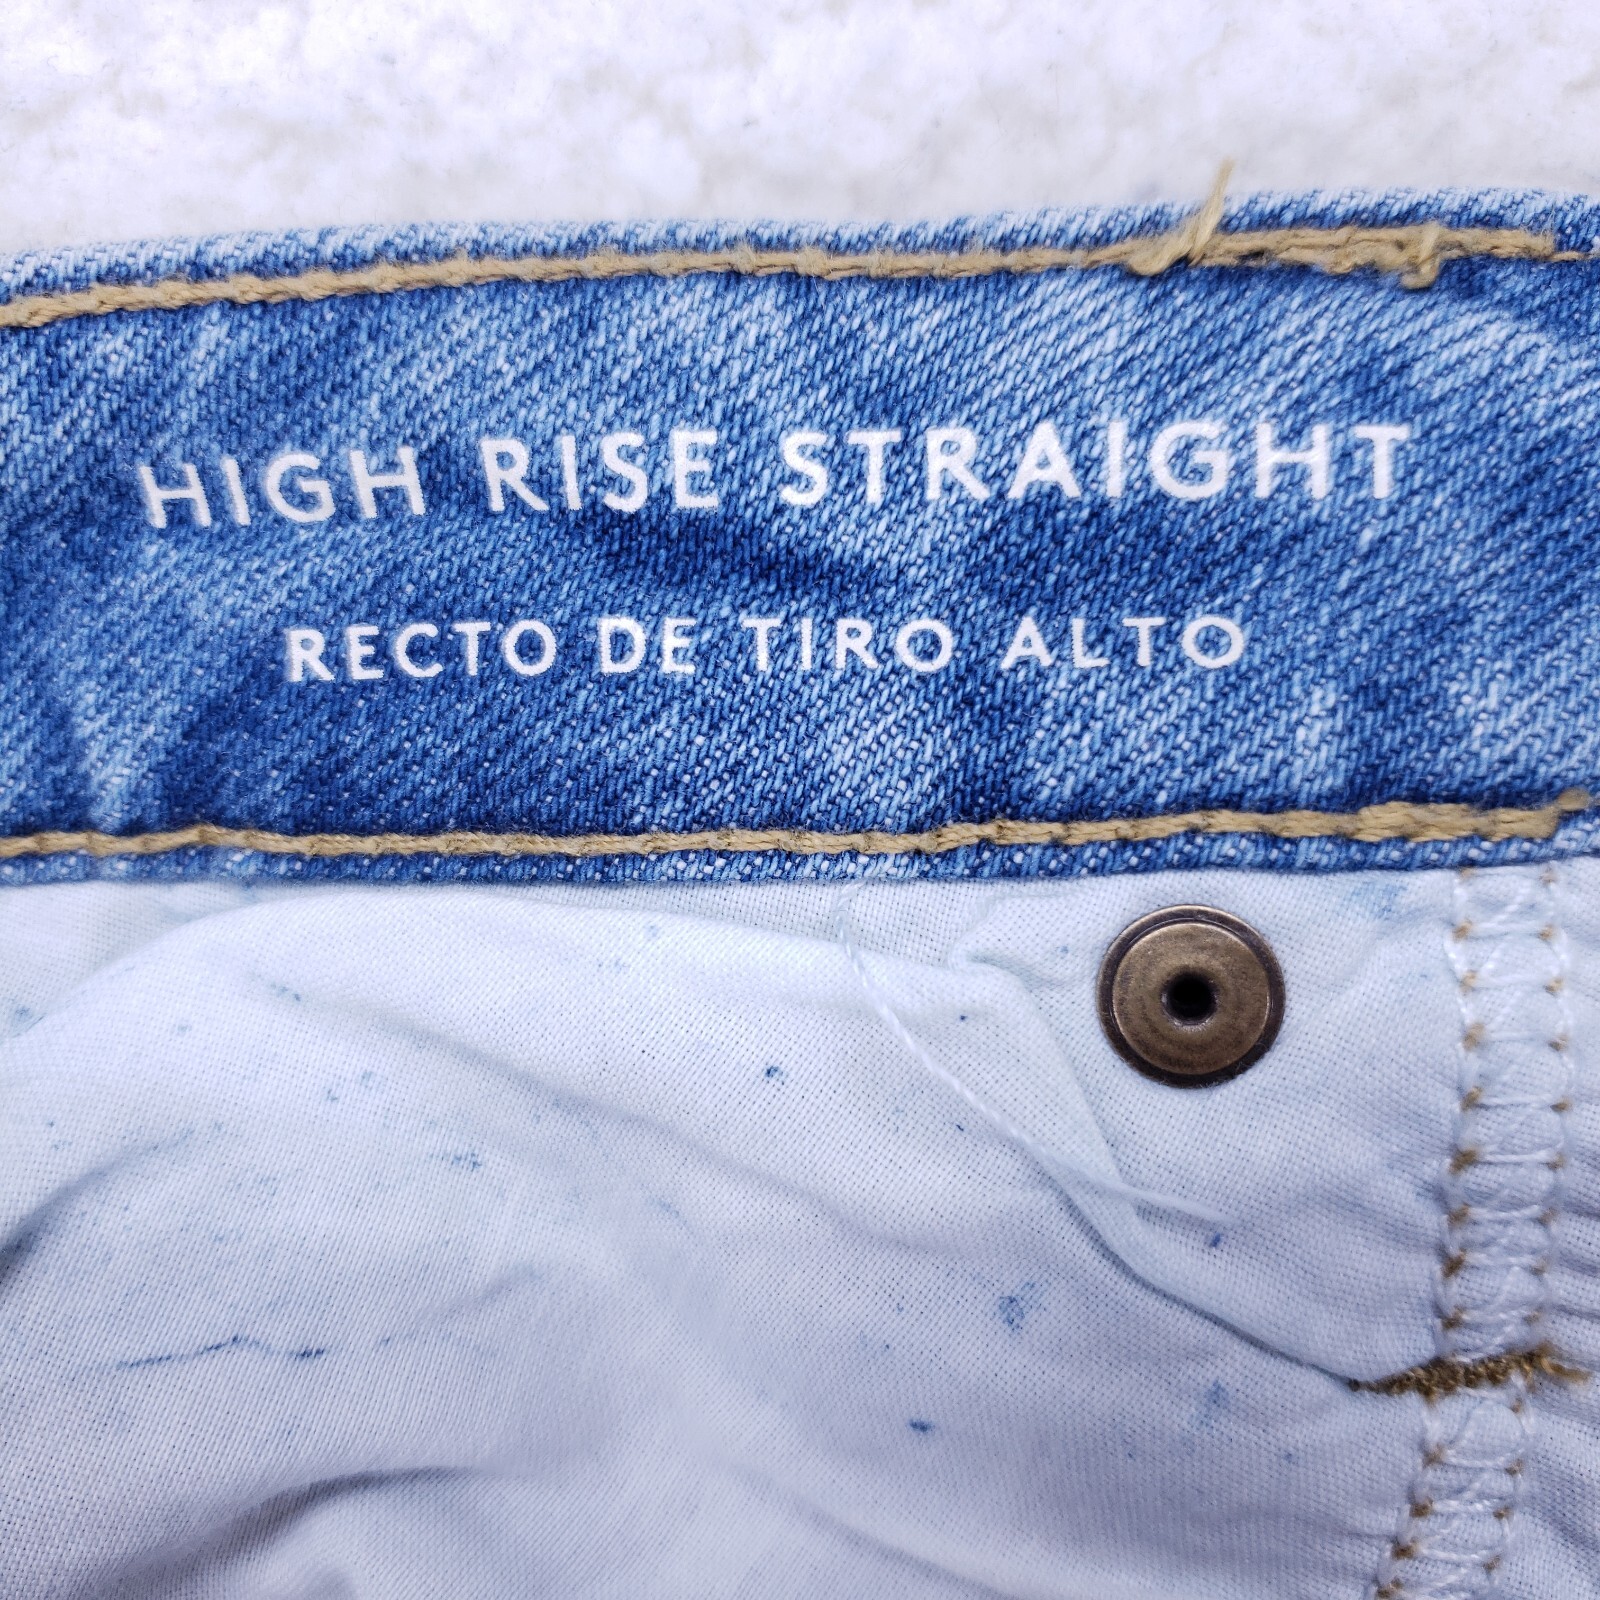 HIGH RISE STRAIGHT
RECTO DE TIRO ALTO